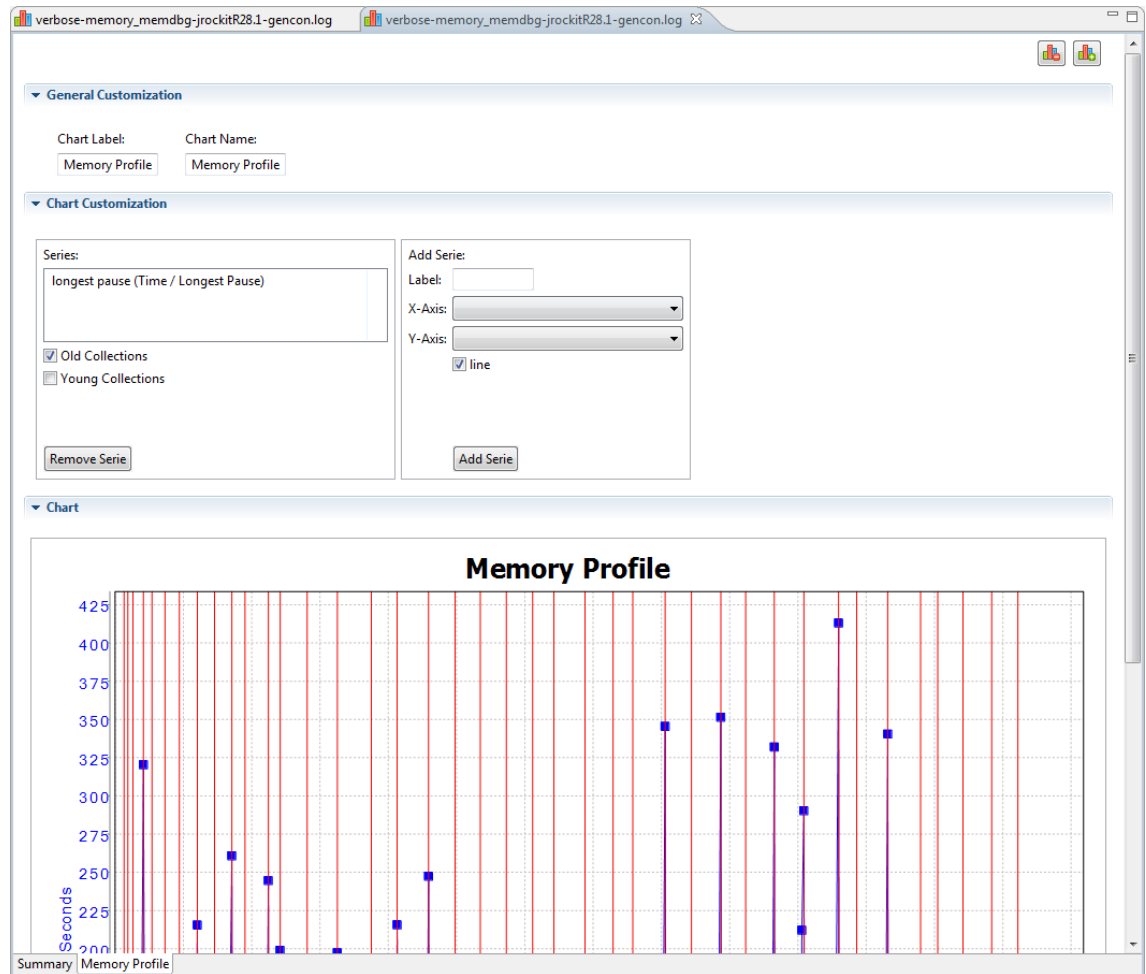 verbose-memory_memdbg-jrockitR28.1-gencon.log verbose-memory_memdbg-jrockitR28.1-gencon.log
General Customization
Chart Label: Chart Name:
Memory Profile Memory Profile
Chart Customization
Series:
longest pause (Time / Longest Pause)
Old Collections
Young Collections
Remove Serie
Add Serie:
Label:
X-Axis:
Y-Axis:
line
Add Serie
Chart
Memory Profile
425
400
375
350
325
300
275
250
225
200
Seconds
Summary Memory Profile